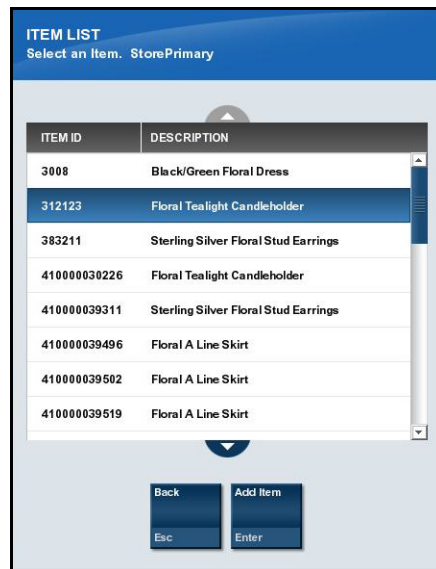 ITEM LIST
Select an Item. StorePrimary
ITEM ID DESCRIPTION
3008 Black/Green Floral Dress
312123 Floral Tealight Candleholder
383211 Sterling Silver Floral Stud Earrings
410000030226 Floral Tealight Candleholder
410000039311 Sterling Silver Floral Stud Earrings
410000039496 Floral A Line Skirt
410000039502 Floral A Line Skirt
410000039519 Floral A Line Skirt
Back Add Item
Esc Enter